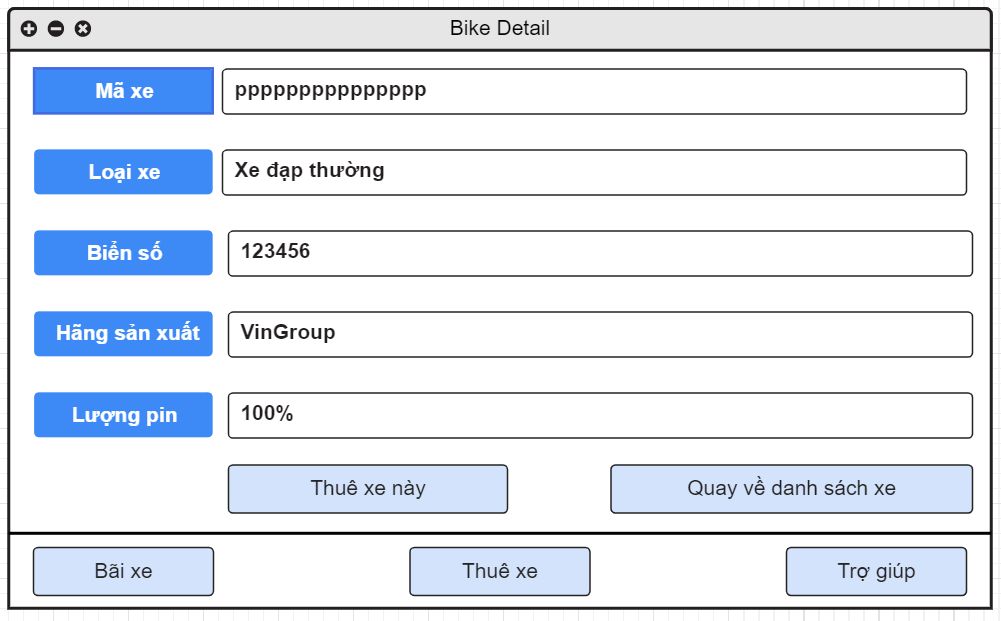 Bike Detail
Mã xe
ppppppppppppppp
Loại xe
Xe đạp thường
Biển số
123456
Hãng sản xuất
VinGroup
Lượng pin
100%
Thuê xe này
Quay về danh sách xe
Bãi xe
Thuê xe
Trợ giúp